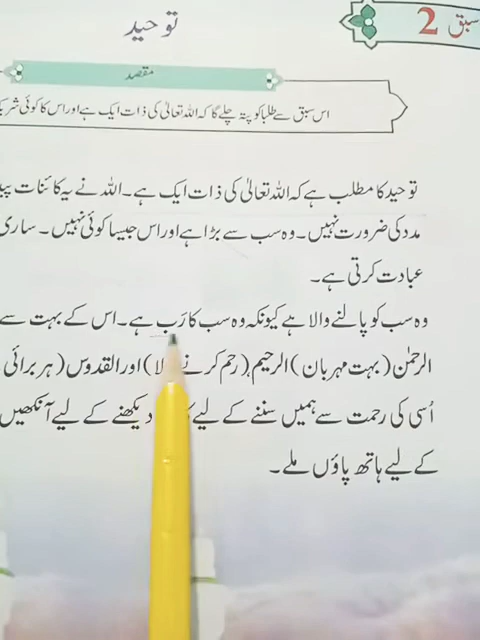 سبق 2
توحید
مقصد
اس سبق سے طلبا کو پتہ چلے گا کہ اللہ تعالیٰ کی ذات ایک ہے اور اس کا کوئی
توحید کا مطلب ہے کہ اللہ تعالیٰ کی ذات ایک ہے۔ اللہ نے یہ کائنات
مدد کی ضرورت نہیں۔ وہ سب سے بڑا ہے اور اس جیسا کوئی نہیں۔ ساری
عبادت کرتی ہے۔
وہ سب کو پالنے والا ہے کیونکہ وہ سب کا رَب ہے۔ اس کے بہت سے
الرحمٰن (بہت مہربان) الرحیم (رحم کرنے) اور القدوس (ہر برائی
اُسی کی رحمت سے ہمیں سننے کے لیے دیکھنے کے لیے آنکھیں
کے لیے ہاتھ پاؤں ملے۔